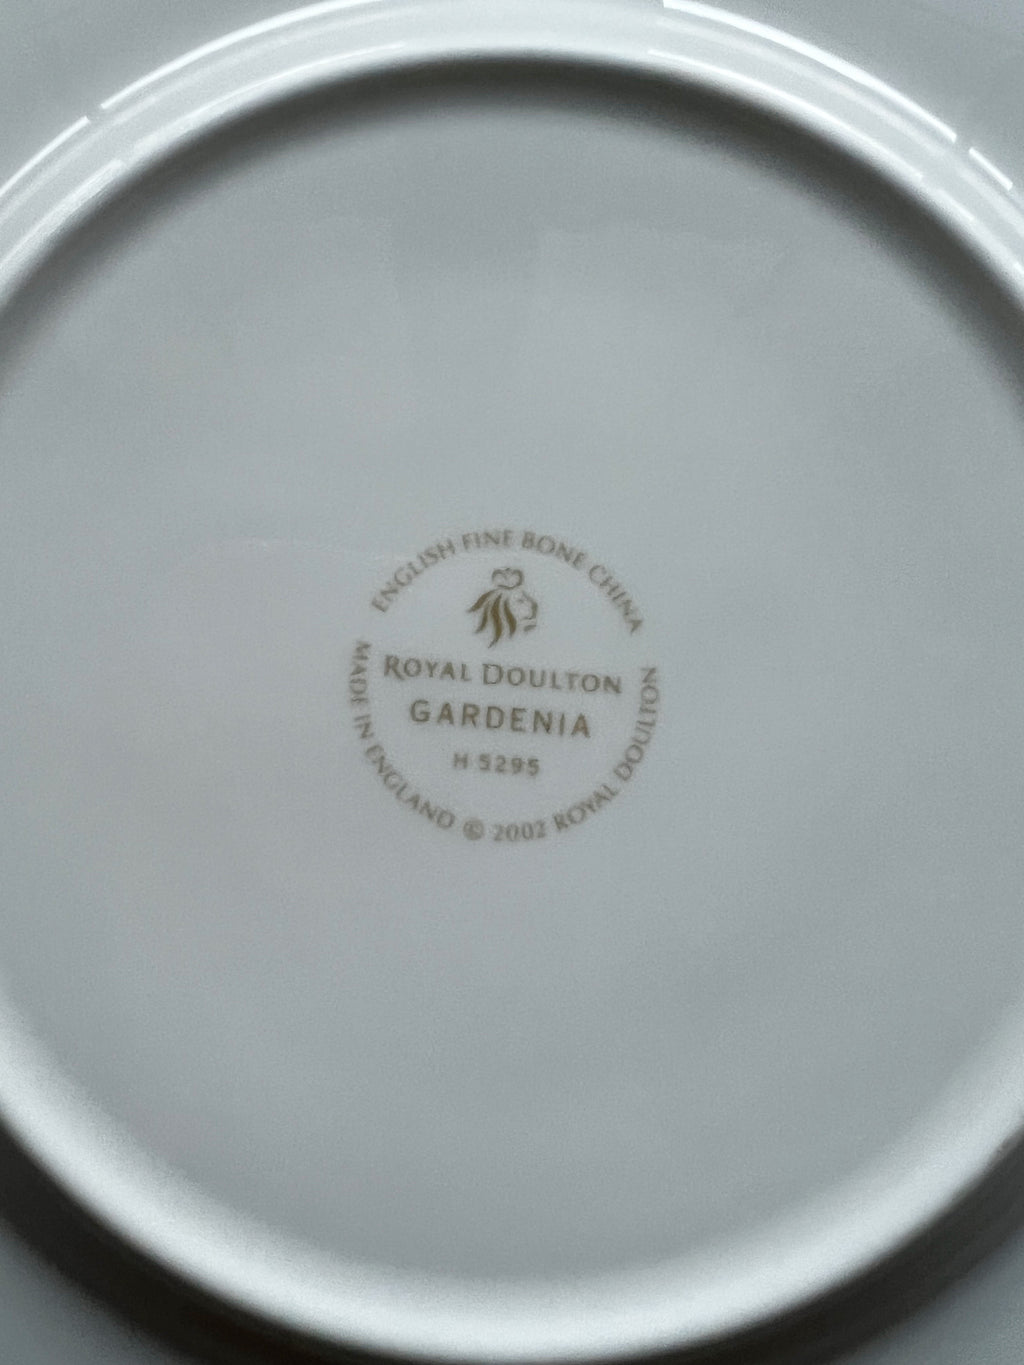 ENGLISH FINE BONE CHINA
ROYAL DOULTON
GARDENIA
H 5295
MADE IN ENGLAND © 2002 ROYAL DOULTON